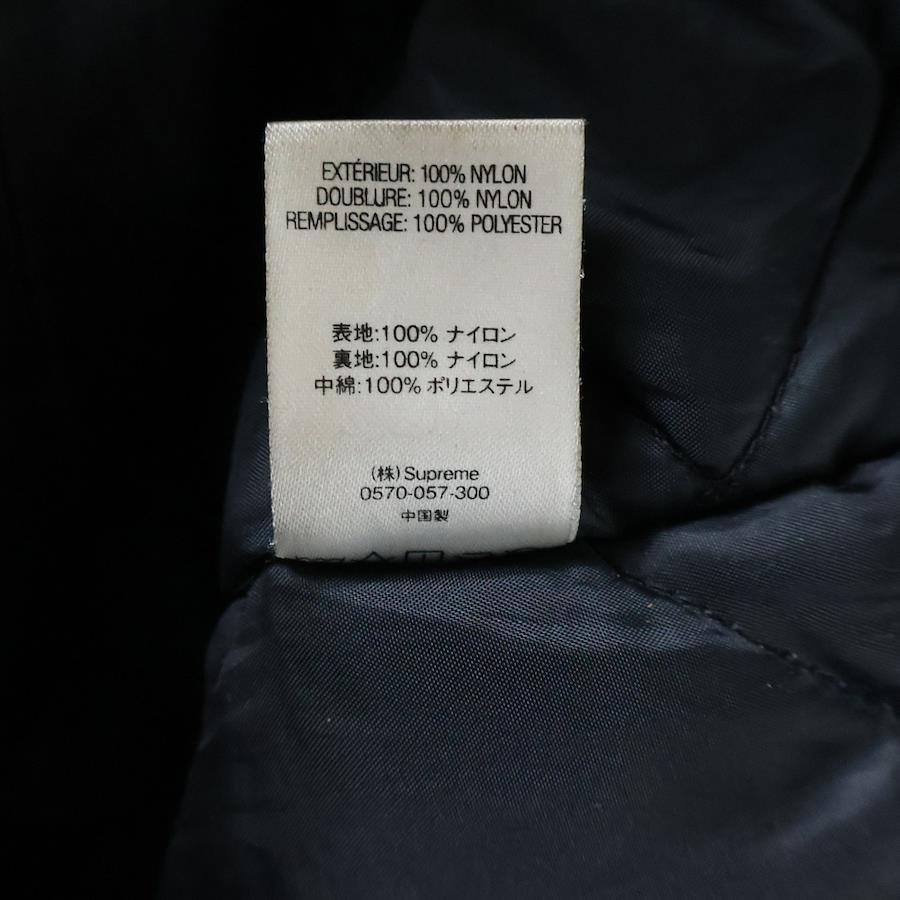 EXTÉRIEUR: 100% NYLON
DOUBLURE: 100% NYLON
REMPLISSAGE: 100% POLYESTER
表地:100% ナイロン
裏地:100% ナイロン
中綿:100% ポリエステル
(株)Supreme
0570-057-300
中国製